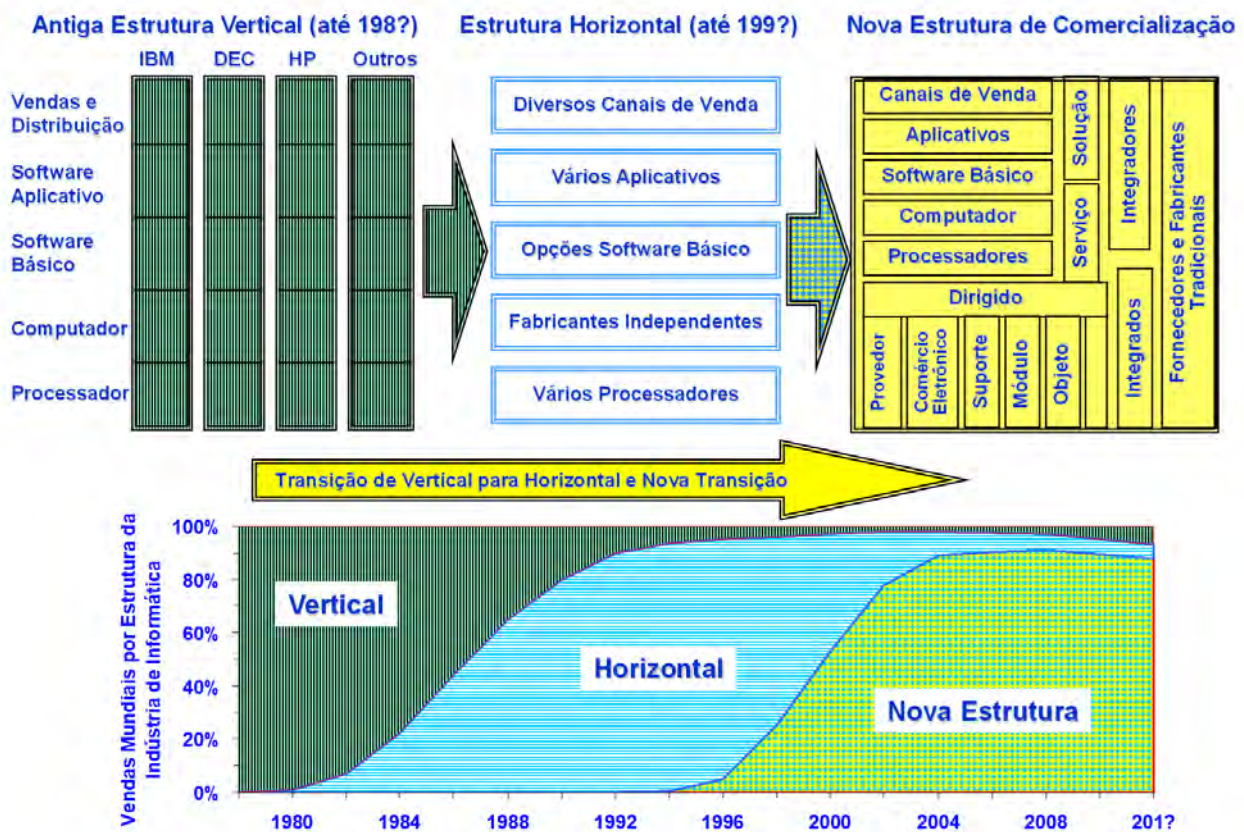 Antiga Estrutura Vertical (até 198?)
Estrutura Horizontal (até 199?)
Nova Estrutura de Comercialização
IBM
DEC
HP
Outros
Vendas e
Distribuição
Software
Aplicativo
Software
Básico
Computador
Processador
Diversos Canais de Venda
Vários Aplicativos
Opções Software Básico
Fabricantes Independentes
Vários Processadores
Canais de Venda
Aplicativos
Software Básico
Computador
Processadores
Solução
Serviço
Integradores
Integrados
Fornecedores e Fabricantes
Tradicionais
Dirigido
Provedor
Comércio
Eletrônico
Suporte
Módulo
Objeto
Transição de Vertical para Horizontal e Nova Transição
Vendas Mundiais por Estrutura da
Indústria de Informática
100%
80%
60%
40%
20%
0%
Vertical
Horizontal
Nova Estrutura
1980
1984
1988
1992
1996
2000
2004
2008
201?